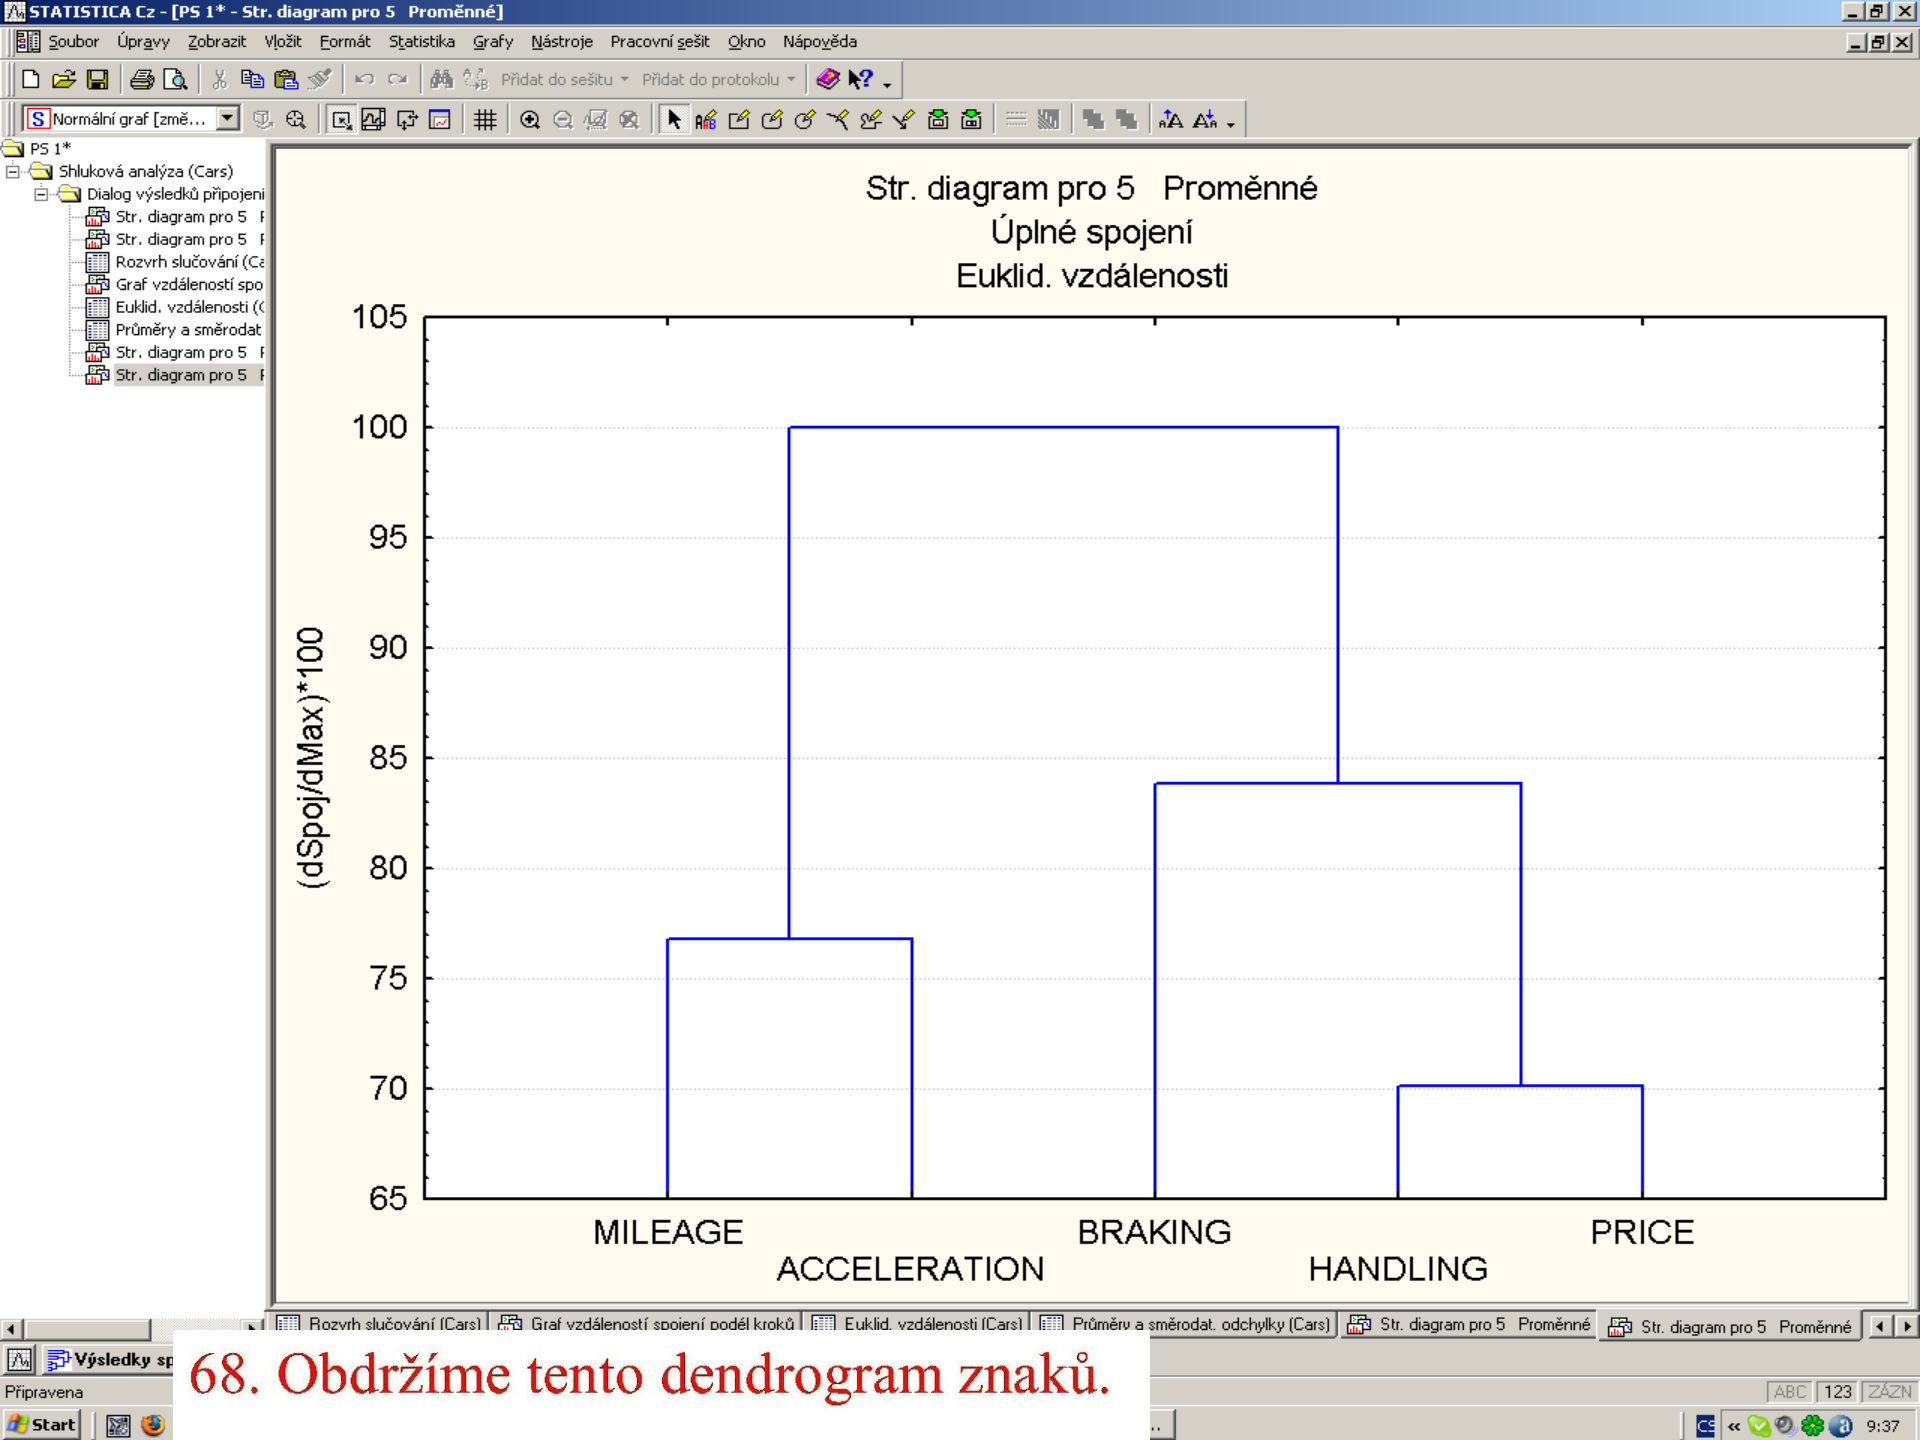 STATISTICA Cz - [PS 1* - Str. diagram pro 5 Proměnné]
Soubor Úpravy Zobrazit Vložit Formát Statistika Grafy Nástroje Pracovní sešit Okno Nápověda
Přidat do sešitu Přidat do protokolu
Normální graf [změ...
PS 1*
Shluková analýza (Cars)
Dialog výsledků připojeni
Str. diagram pro 5
Str. diagram pro 5
Rozvrh slučování (Ca
Graf vzdáleností spo
Euklid. vzdálenosti (
Průměry a směrodat
Str. diagram pro 5
Str. diagram pro 5
Str. diagram pro 5 Proměnné
Úplné spojení
Euklid. vzdálenosti
105
100
95
90
85
80
75
70
65
(dSpoj/dMax)*100
MILEAGE
ACCELERATION
BRAKING
HANDLING
PRICE
Rozvrh slučování (Cars) Graf vzdáleností spojení podél kroků Euklid. vzdálenosti (Cars) Průměry a směrodat. odchylky (Cars) Str. diagram pro 5 Proměnné Str. diagram pro 5 Proměnné
Výsledky sp
68. Obdržíme tento dendrogram znaků.
Připravena
ABC 123 ZÁZN
Start
..
CS « 9:37